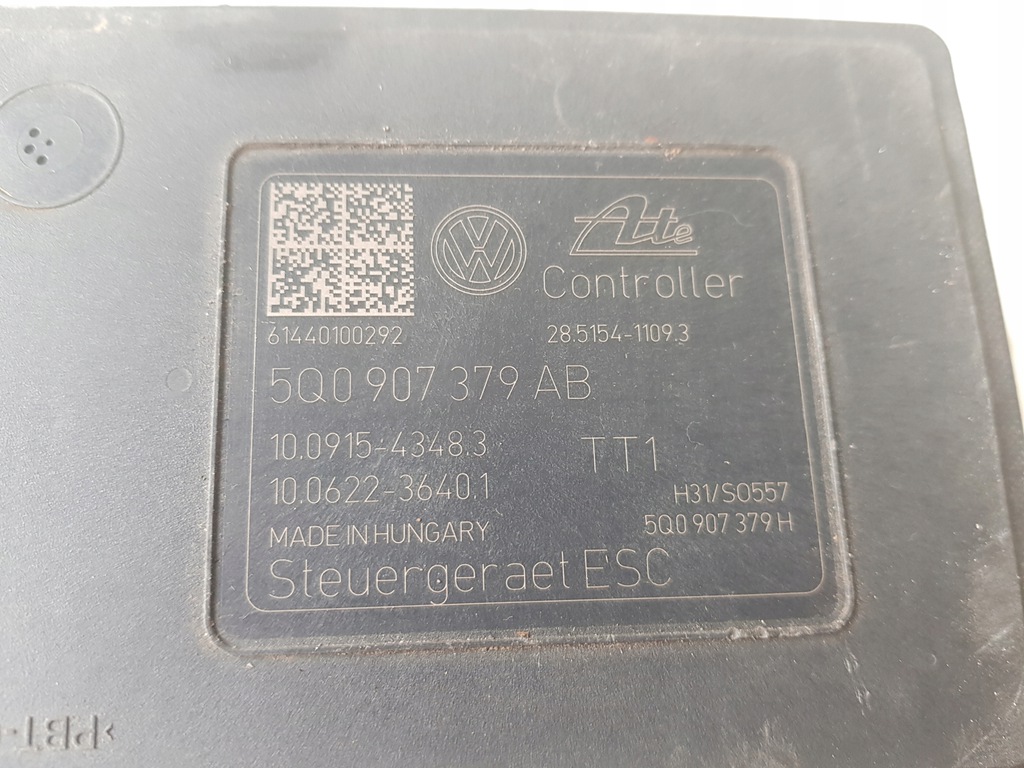 Ate
Controller
61440100292
28.5154-1109.3
5Q0 907 379 AB
10.0915-4348.3
TT1
10.0622-3640.1
H31/S0557
MADE IN HUNGARY
5Q0 907 379 H
Steuergeraet ESC
>PBT-